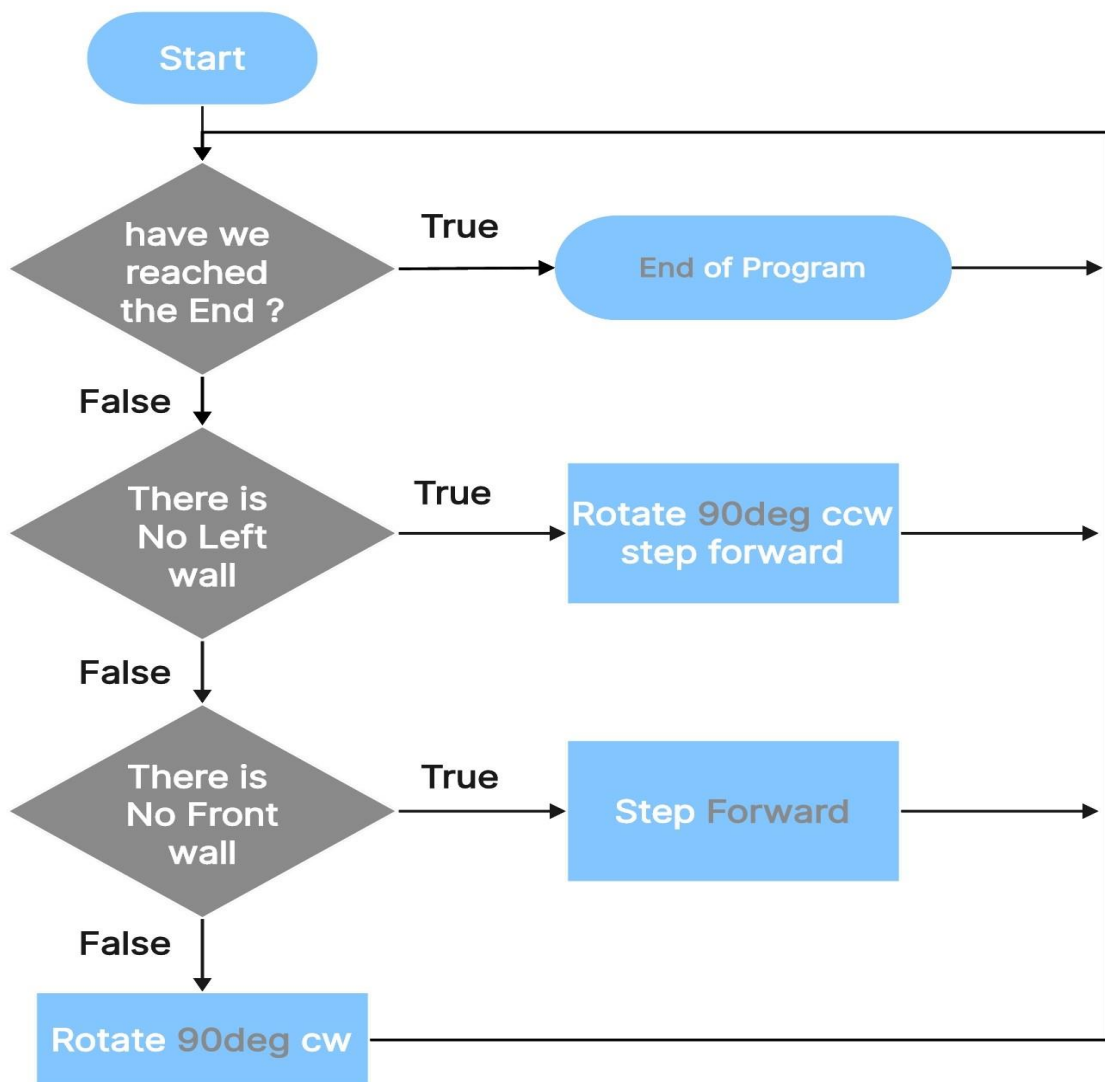 Start
have we
reached
the End ?
True
End of Program
False
There is
No Left
wall
True
Rotate 90deg ccw
step forward
False
There is
No Front
wall
True
Step Forward
False
Rotate 90deg cw